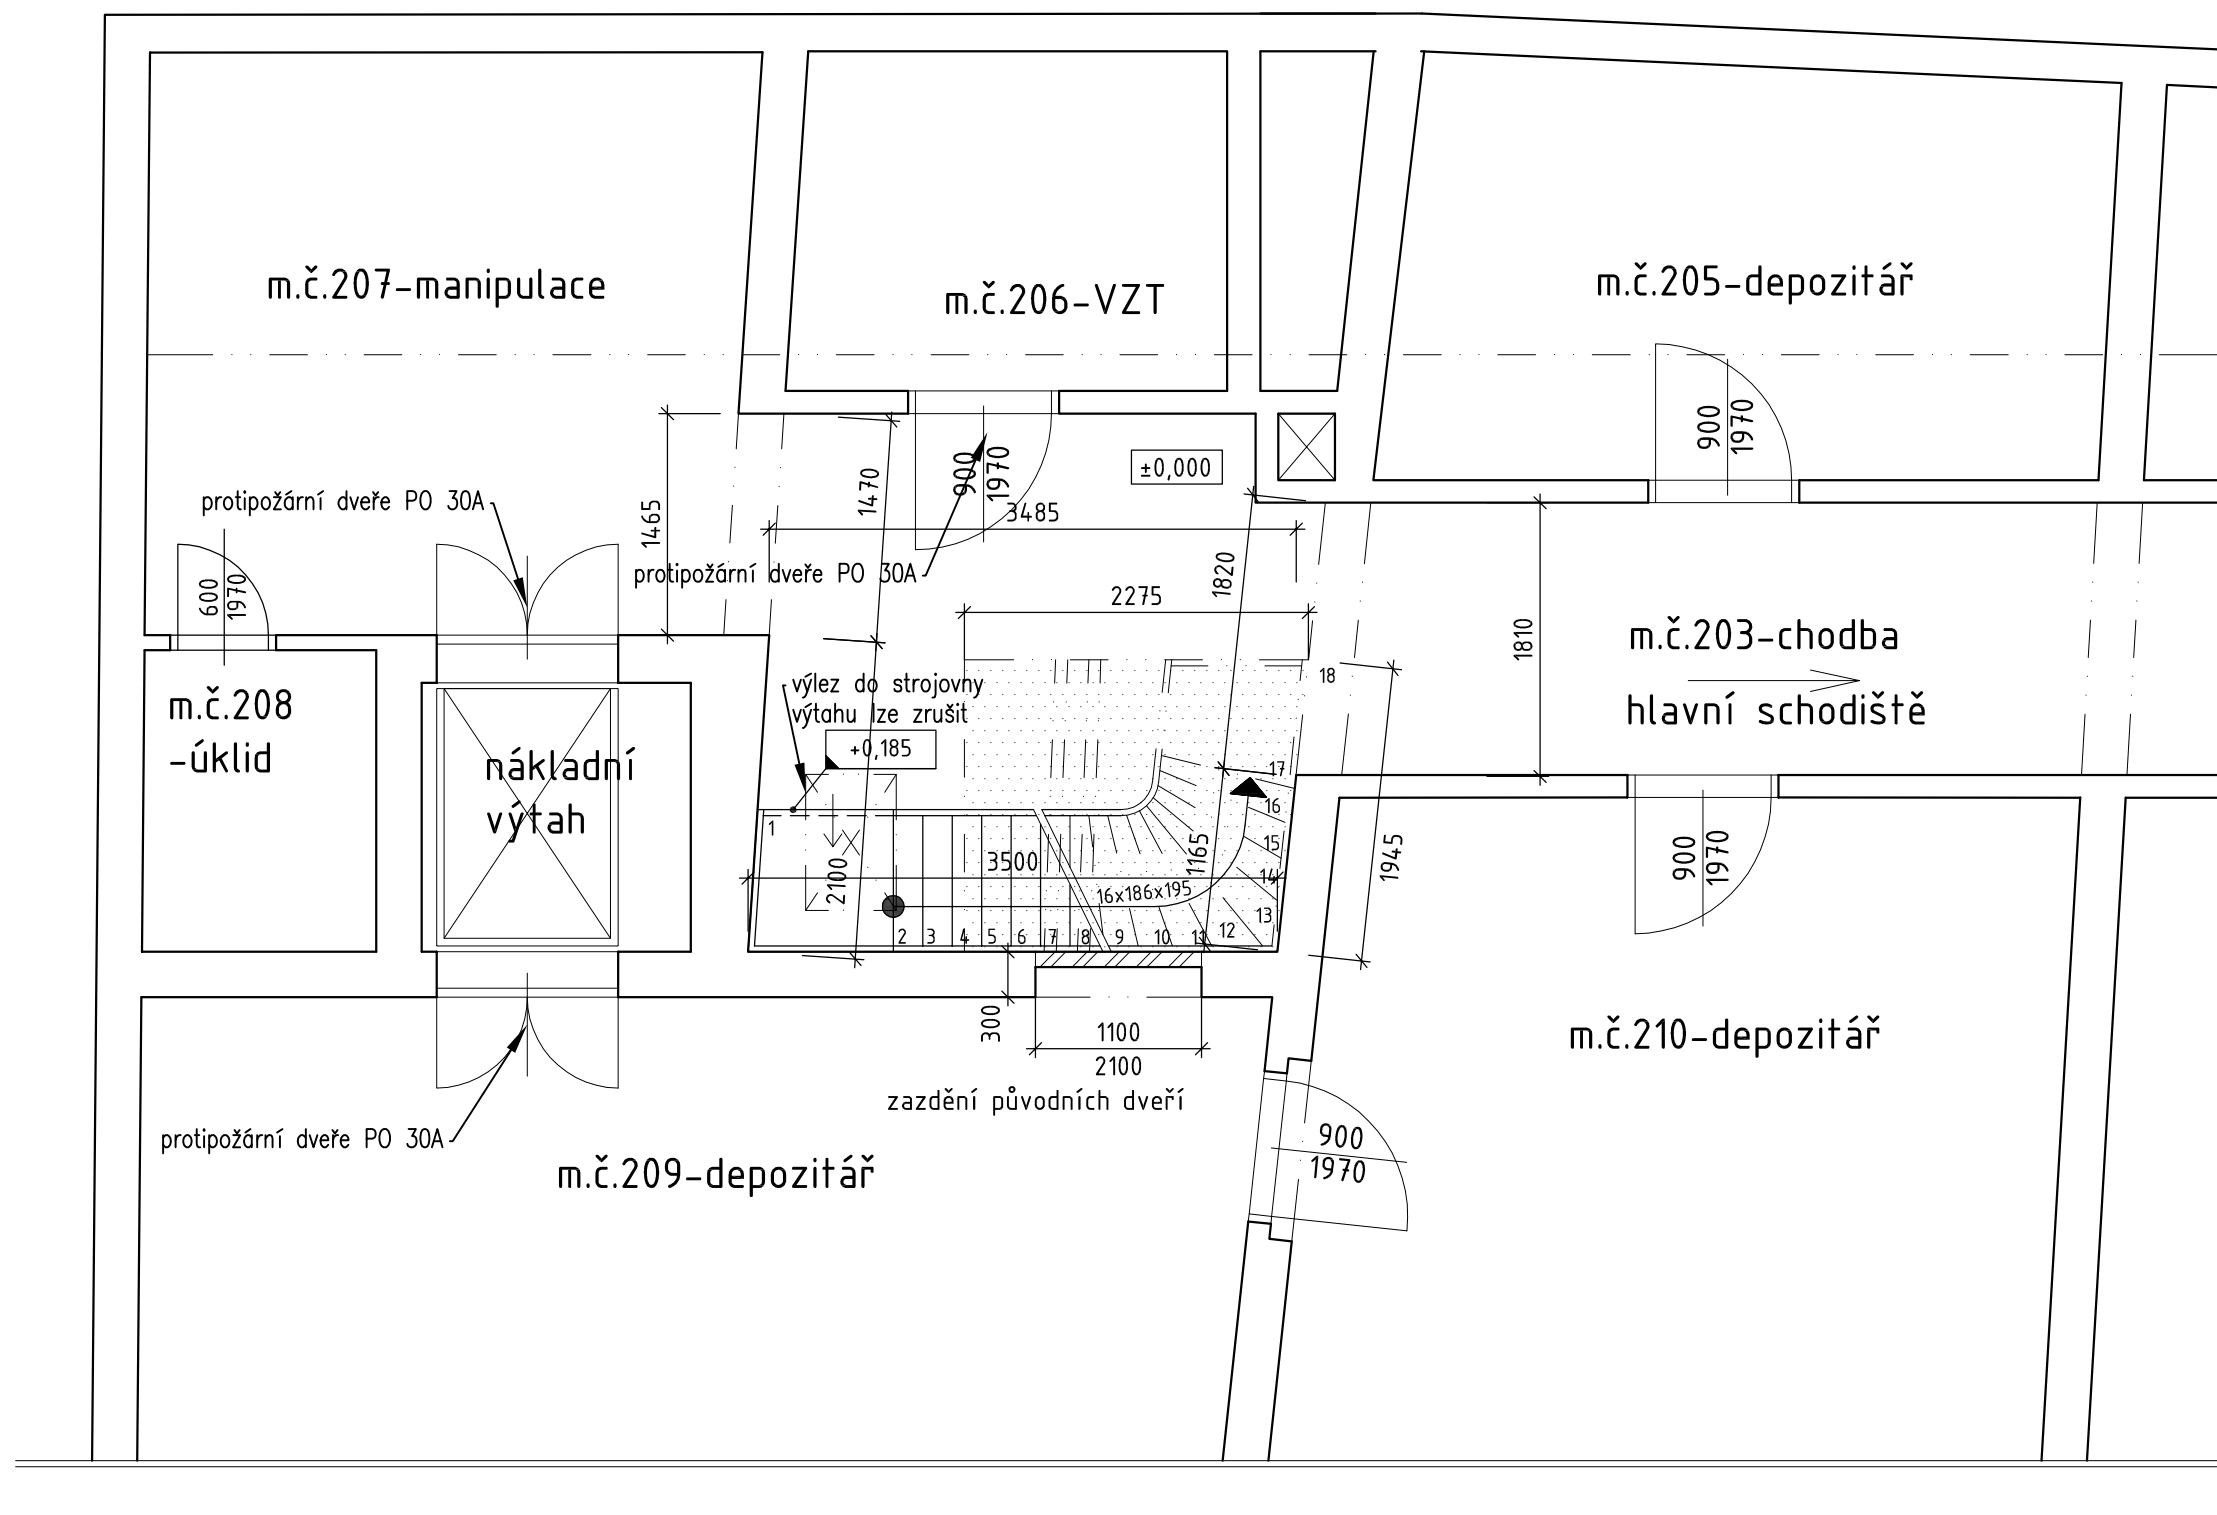 m.č.207-manipulace
m.č.206-VZT
m.č.205-depozitář
900
1970
±0,000
900
1970
1470
protipožární dveře PO 30A
1465
3485
protipožární dveře PO 30A
600
1970
1820
2275
1810
m.č.203-chodba
hlavní schodiště
m.č.208
-úklid
nákladní
výtah
výlez do strojovny
výtahu lze zrušit
+0,185
18
17
16
15
14
13
12
11
10
9
8
7
6
5
4
3
2
1
2100
3500
16x186x195
1165
1945
900
1970
300
1100
2100
zazdění původních dveří
m.č.210-depozitář
900
1970
protipožární dveře PO 30A
m.č.209-depozitář